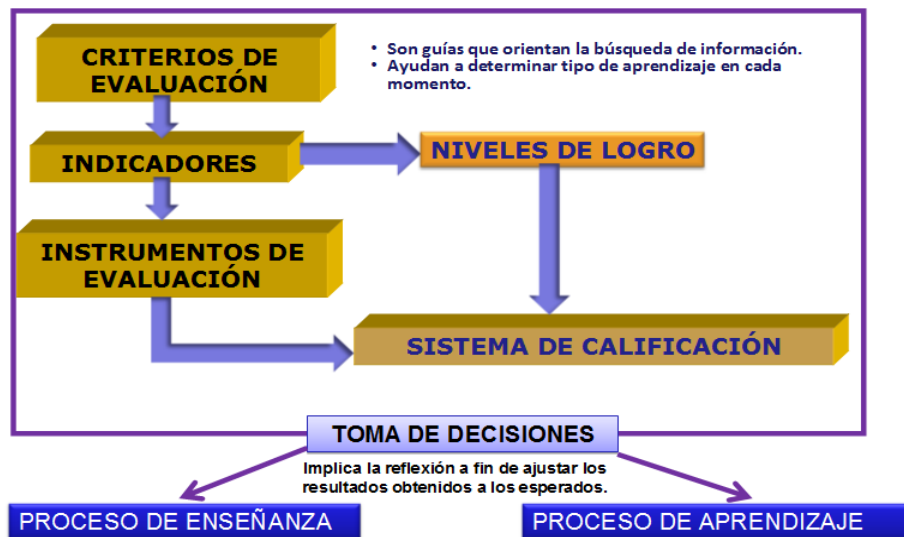 CRITERIOS DE
EVALUACIÓN
• Son guías que orientan la búsqueda de información.
• Ayudan a determinar tipo de aprendizaje en cada
momento.
INDICADORES
NIVELES DE LOGRO
INSTRUMENTOS DE
EVALUACIÓN
SISTEMA DE CALIFICACIÓN
TOMA DE DECISIONES
Implica la reflexión a fin de ajustar los
resultados obtenidos a los esperados.
PROCESO DE ENSEÑANZA
PROCESO DE APRENDIZAJE